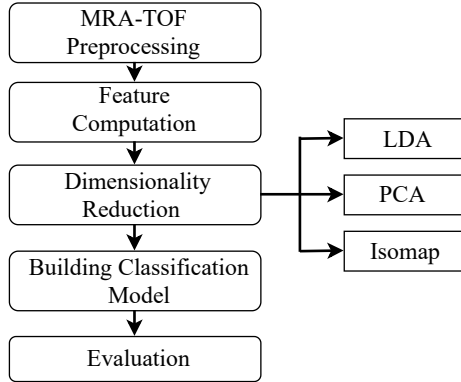 MRA-TOF
Preprocessing
Feature
Computation
Dimensionality
Reduction
LDA
PCA
Isomap
Building Classification
Model
Evaluation